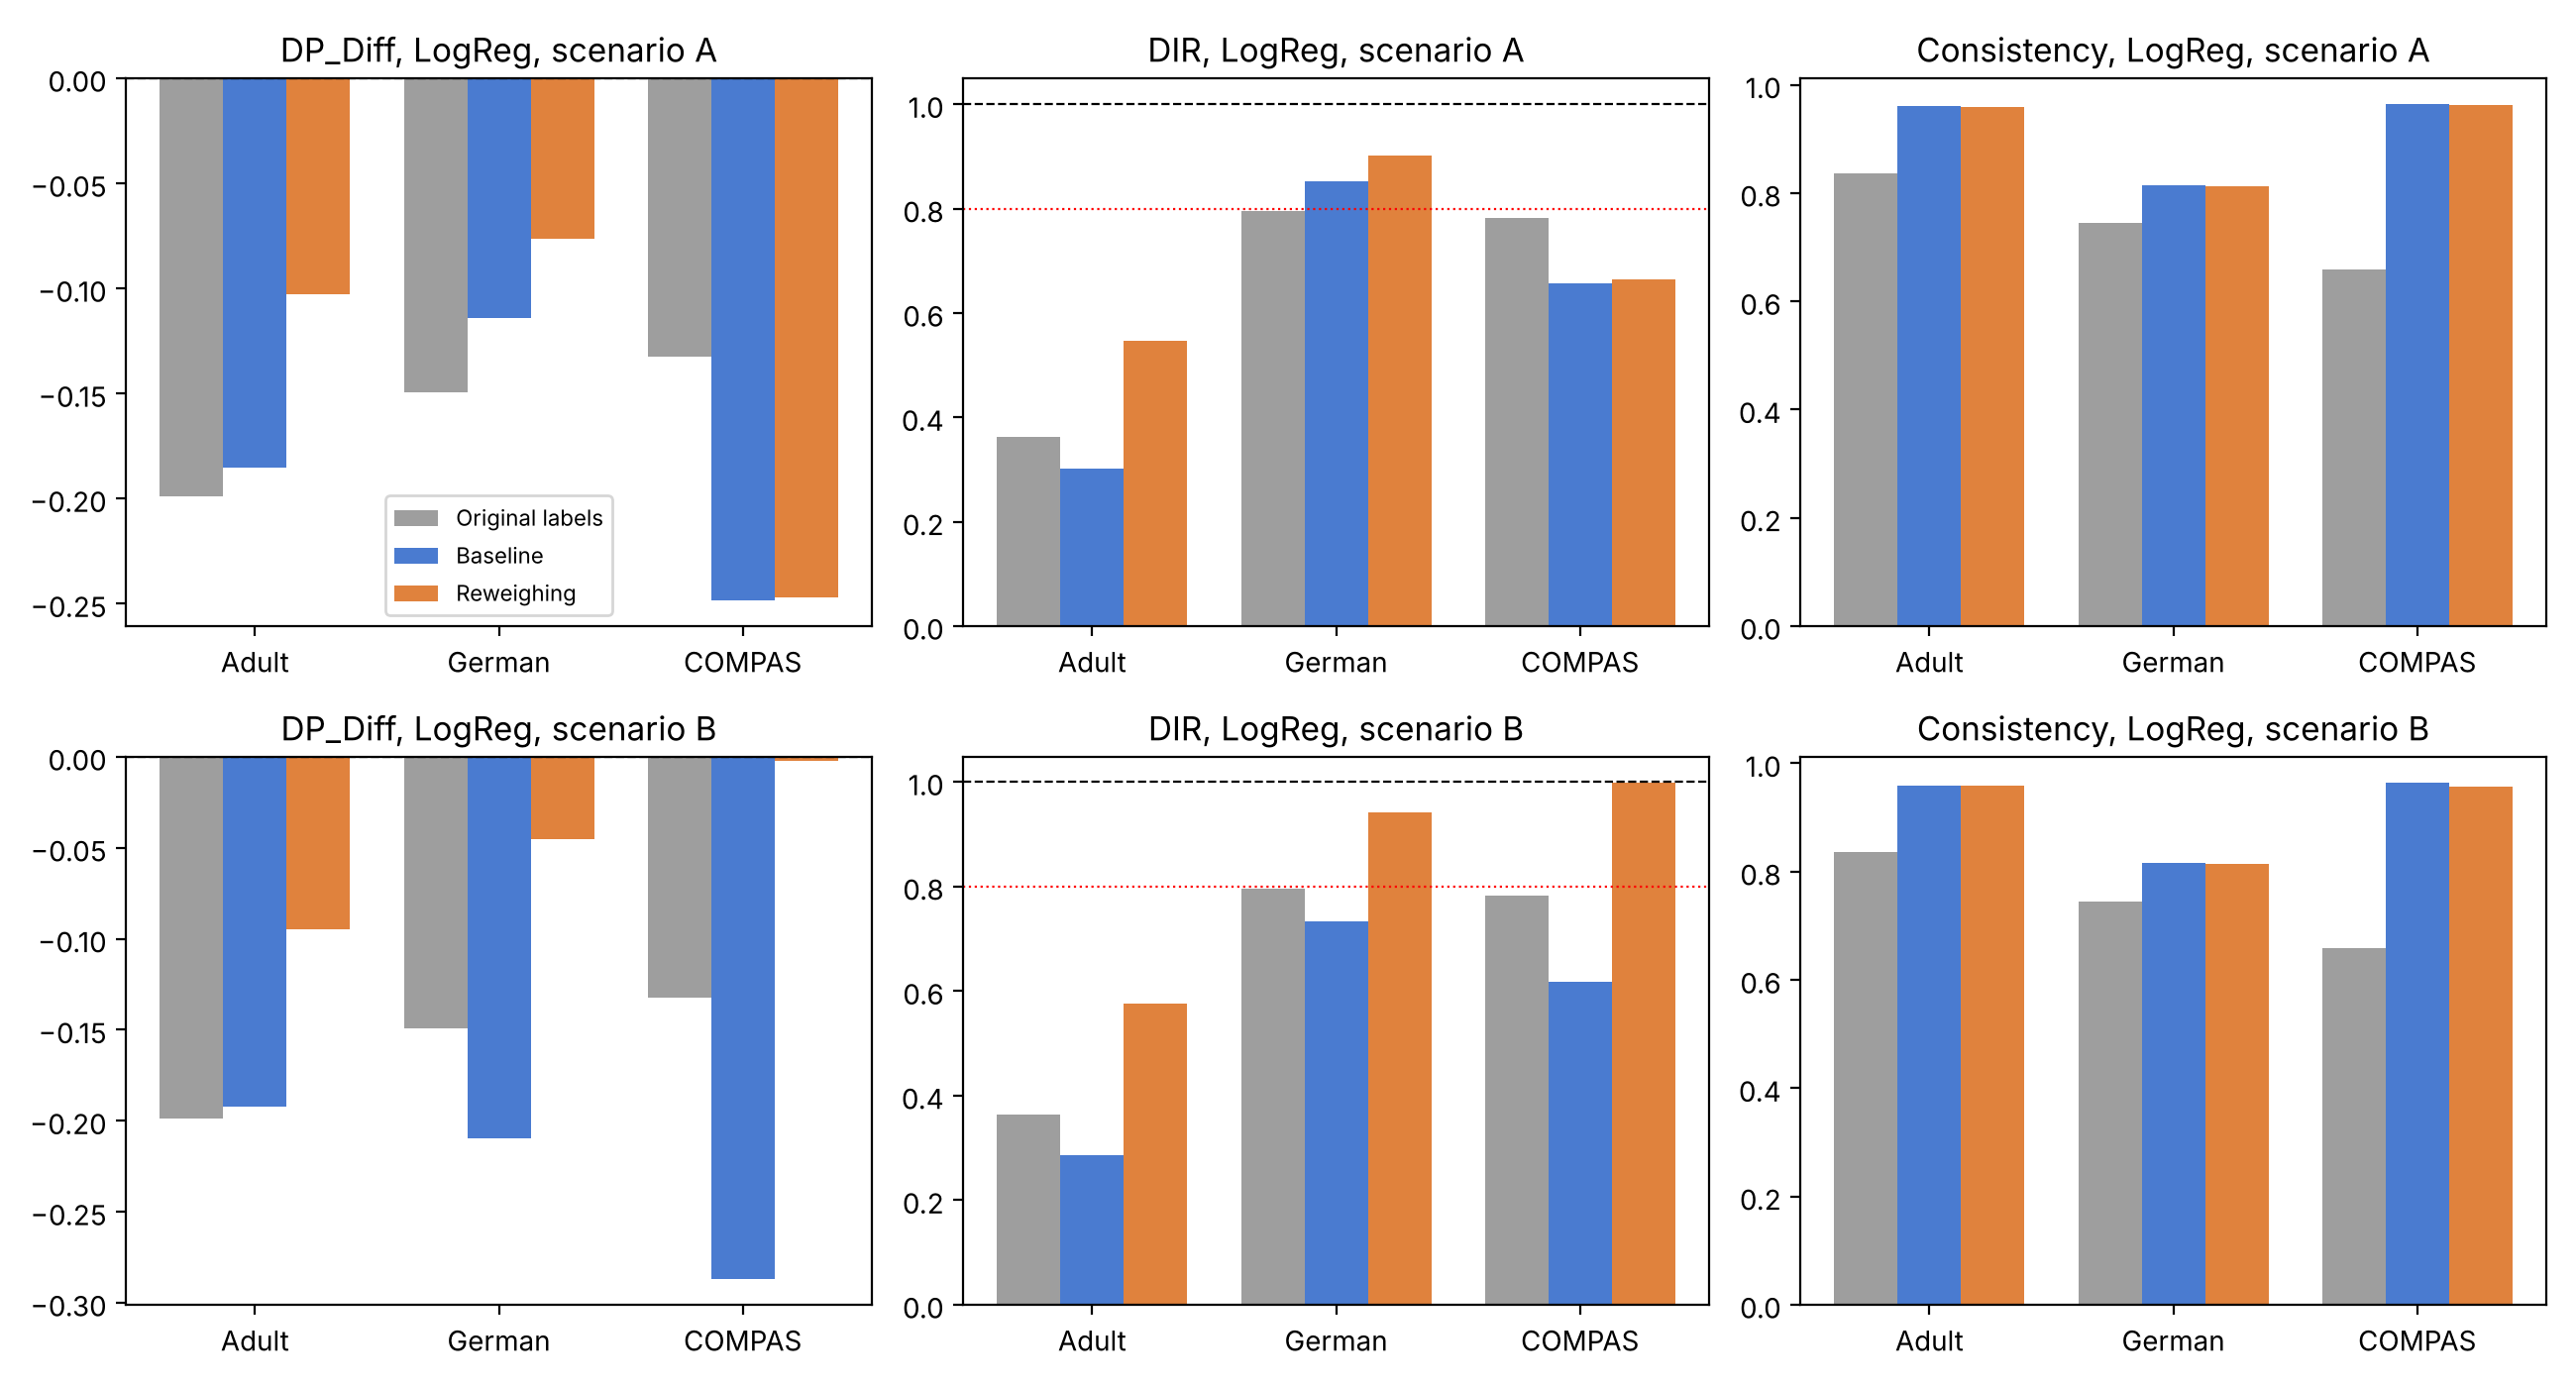 DP_Diff, LogReg, scenario A
0.00
−0.05
−0.10
−0.15
−0.20
−0.25
Original labels
Baseline
Reweighing
Adult German COMPAS
DIR, LogReg, scenario A
1.0
0.8
0.6
0.4
0.2
0.0
Adult German COMPAS
Consistency, LogReg, scenario A
1.0
0.8
0.6
0.4
0.2
0.0
Adult German COMPAS
DP_Diff, LogReg, scenario B
0.00
−0.05
−0.10
−0.15
−0.20
−0.25
−0.30
Adult German COMPAS
DIR, LogReg, scenario B
1.0
0.8
0.6
0.4
0.2
0.0
Adult German COMPAS
Consistency, LogReg, scenario B
1.0
0.8
0.6
0.4
0.2
0.0
Adult German COMPAS